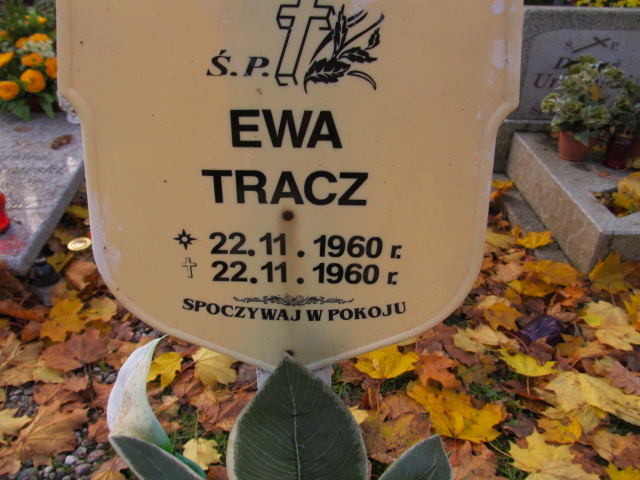 Ś.P.
EWA
TRACZ
22.11.1960 r.
22.11.1960 r.
SPOCZYWAJ W POKOJU
Ś P.